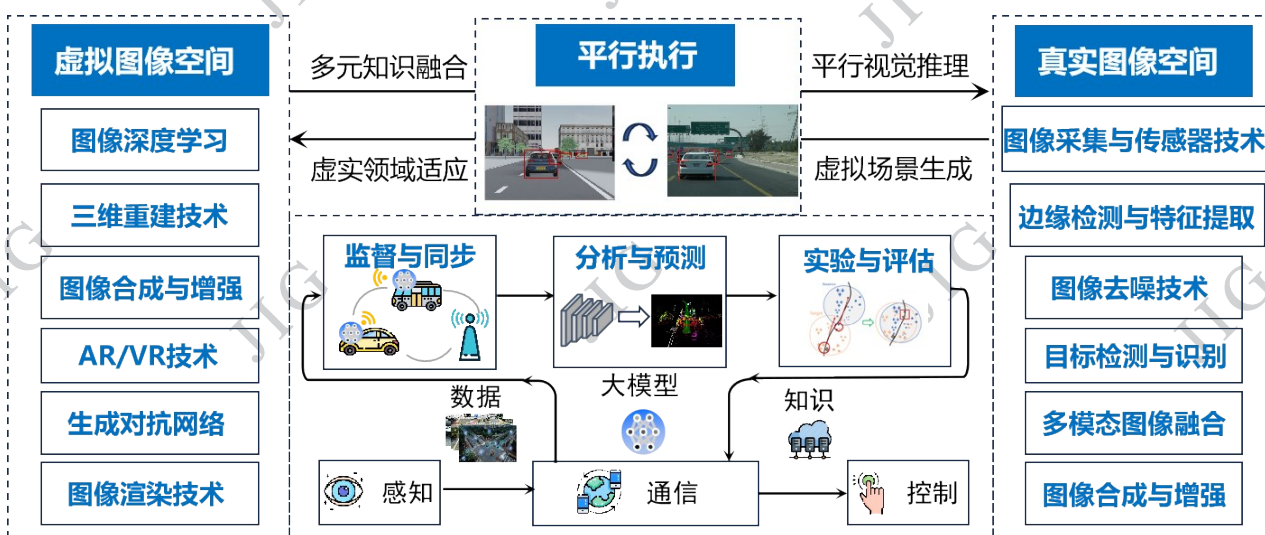 虚拟图像空间
图像深度学习
三维重建技术
图像合成与增强
AR/VR技术
生成对抗网络
图像渲染技术
多元知识融合
虚实领域适应
平行执行
平行视觉推理
虚拟场景生成
监督与同步
分析与预测
实验与评估
数据
大模型
知识
感知
通信
控制
真实图像空间
图像采集与传感器技术
边缘检测与特征提取
图像去噪技术
目标检测与识别
多模态图像融合
图像合成与增强
JIG
JIG
JIG
JIG
JIG
JIG